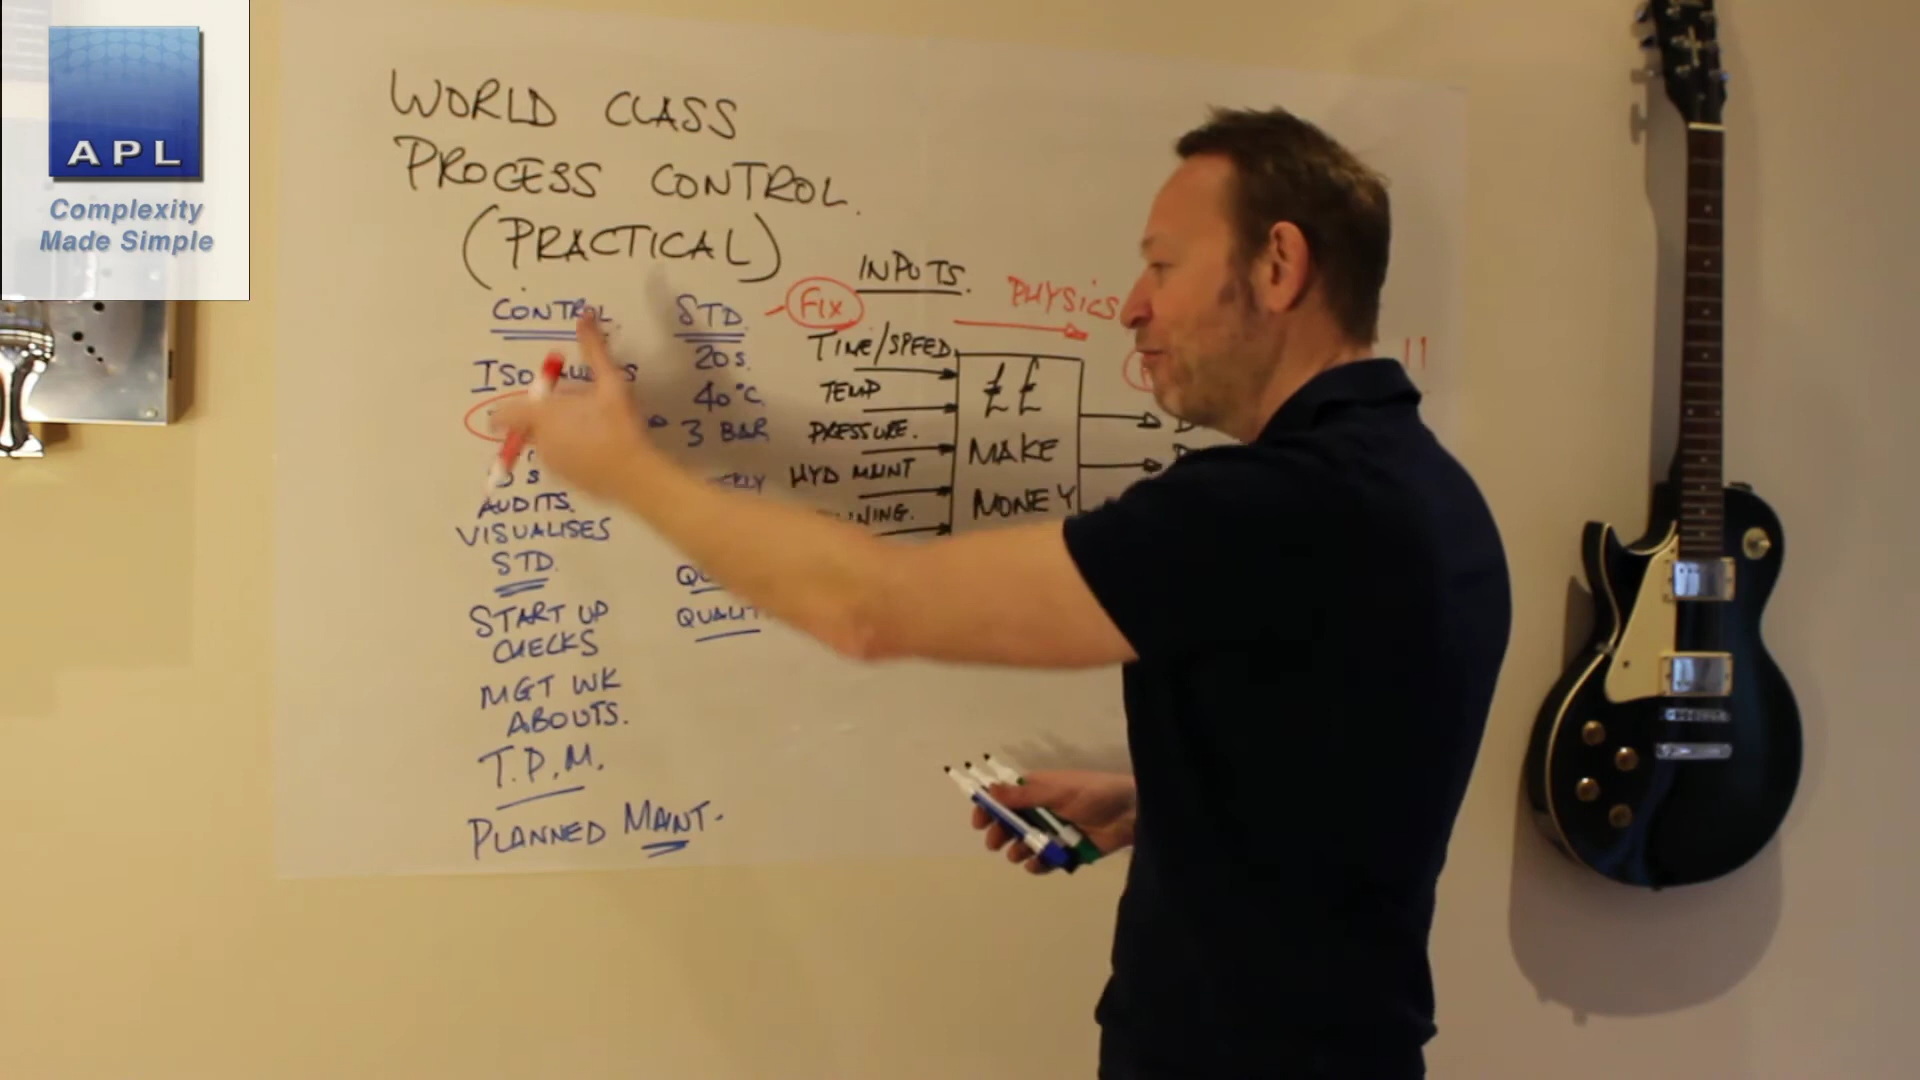 APL
Complexity
Made Simple
WORLD CLASS
PROCESS CONTROL.
(PRACTICAL)
CONTROL.
STD
FIX
INPUTS.
PHYSICS
!!
20s.
40°C.
3 BAR
AUDITS.
VISUALISES
STD.
START UP
CHECKS
MGT WK
ABOUTS.
T.P.M.
PLANNED MAINT.
TIME/SPEED.
TEMP
PRESSURE.
HYD MAINT
££
MAKE
MONEY